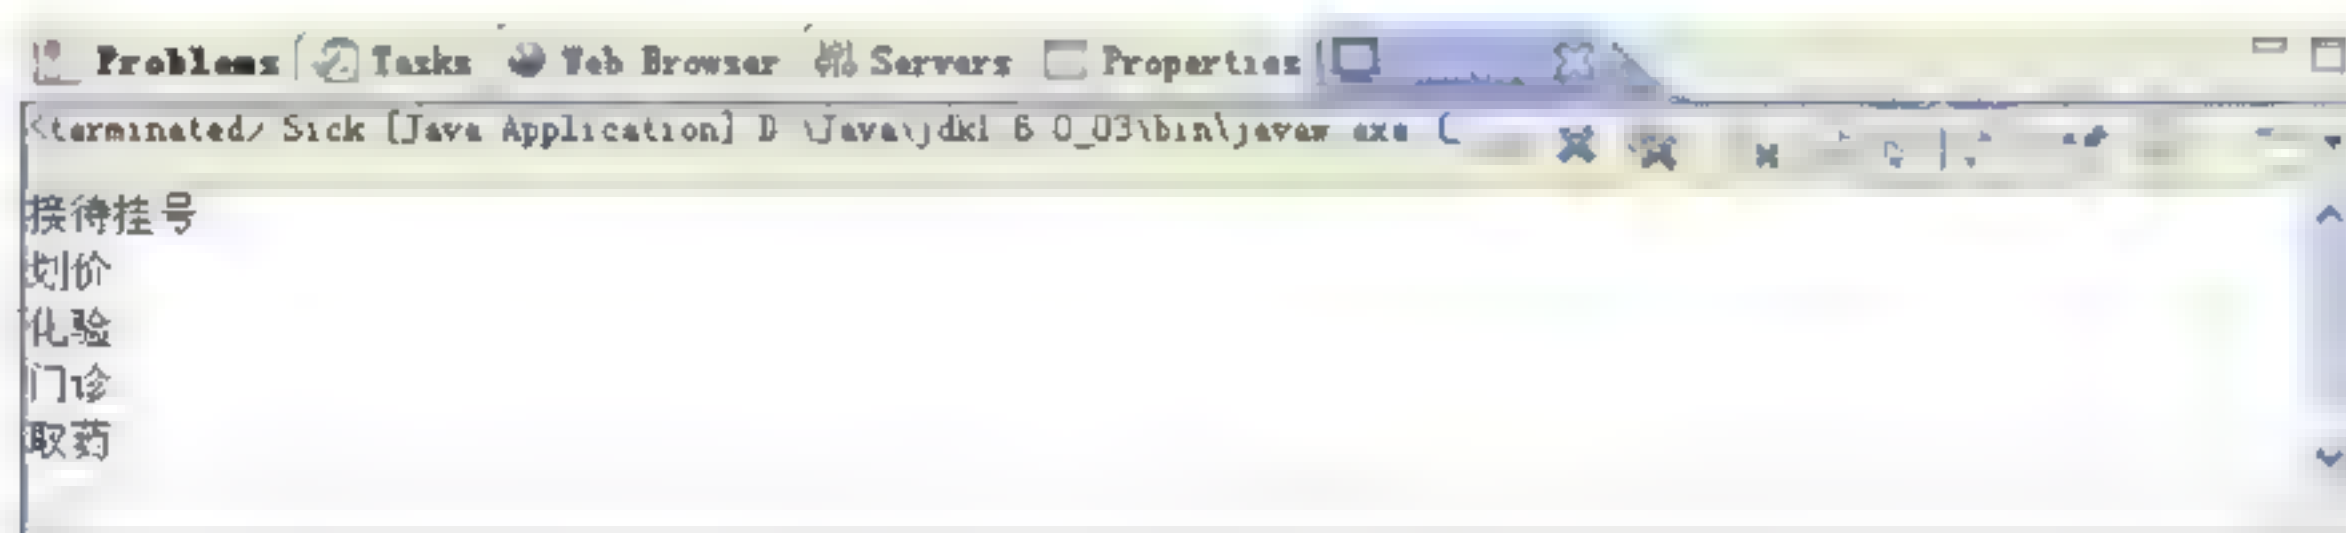 Problems Tasks Web Browser Servers Properties
<terminated> Sick [Java Application] D \Java\jdk1 6 0_03\bin\javaw exe (
接待挂号
划价
化验
门诊
取药